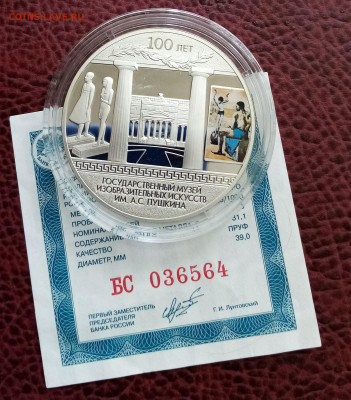 100 ЛЕТ
ГОСУДАРСТВЕННЫЙ МУЗЕЙ
ИЗОБРАЗИТЕЛЬНЫХ ИСКУССТВ
ИМ. А.С. ПУШКИНА
31,1
НОМИНА
ПРУФ
СОДЕРЖАНИЕ
39,0
КАЧЕСТВО
ДИАМЕТР, ММ
БС 036564
ПЕРВЫЙ ЗАМЕСТИТЕЛЬ
ПРЕДСЕДАТЕЛЯ
БАНКА РОССИИ
Г. И. Лунтовский